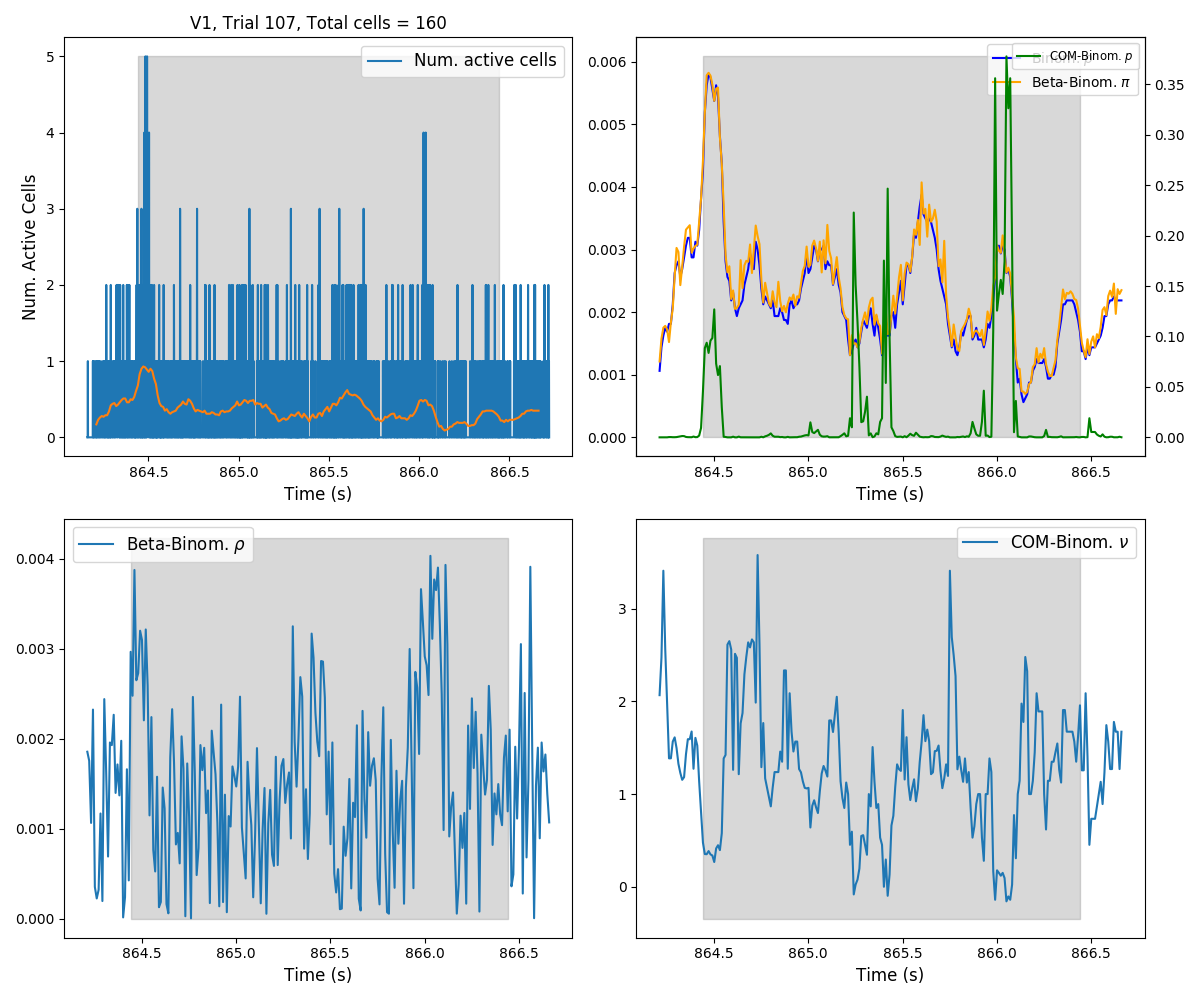 V1, Trial 107, Total cells = 160
Num. active cells
Num. Active Cells
5
4
3
2
1
0
864.5 865.0 865.5 866.0 866.5
Time (s)
COM-Binom. p
Beta-Binom. π
0.006
0.005
0.004
0.003
0.002
0.001
0.000
0.35
0.30
0.25
0.20
0.15
0.10
0.05
0.00
864.5 865.0 865.5 866.0 866.5
Time (s)
Beta-Binom. ρ
0.004
0.003
0.002
0.001
0.000
864.5 865.0 865.5 866.0 866.5
Time (s)
COM-Binom. ν
3
2
1
0
864.5 865.0 865.5 866.0 866.5
Time (s)